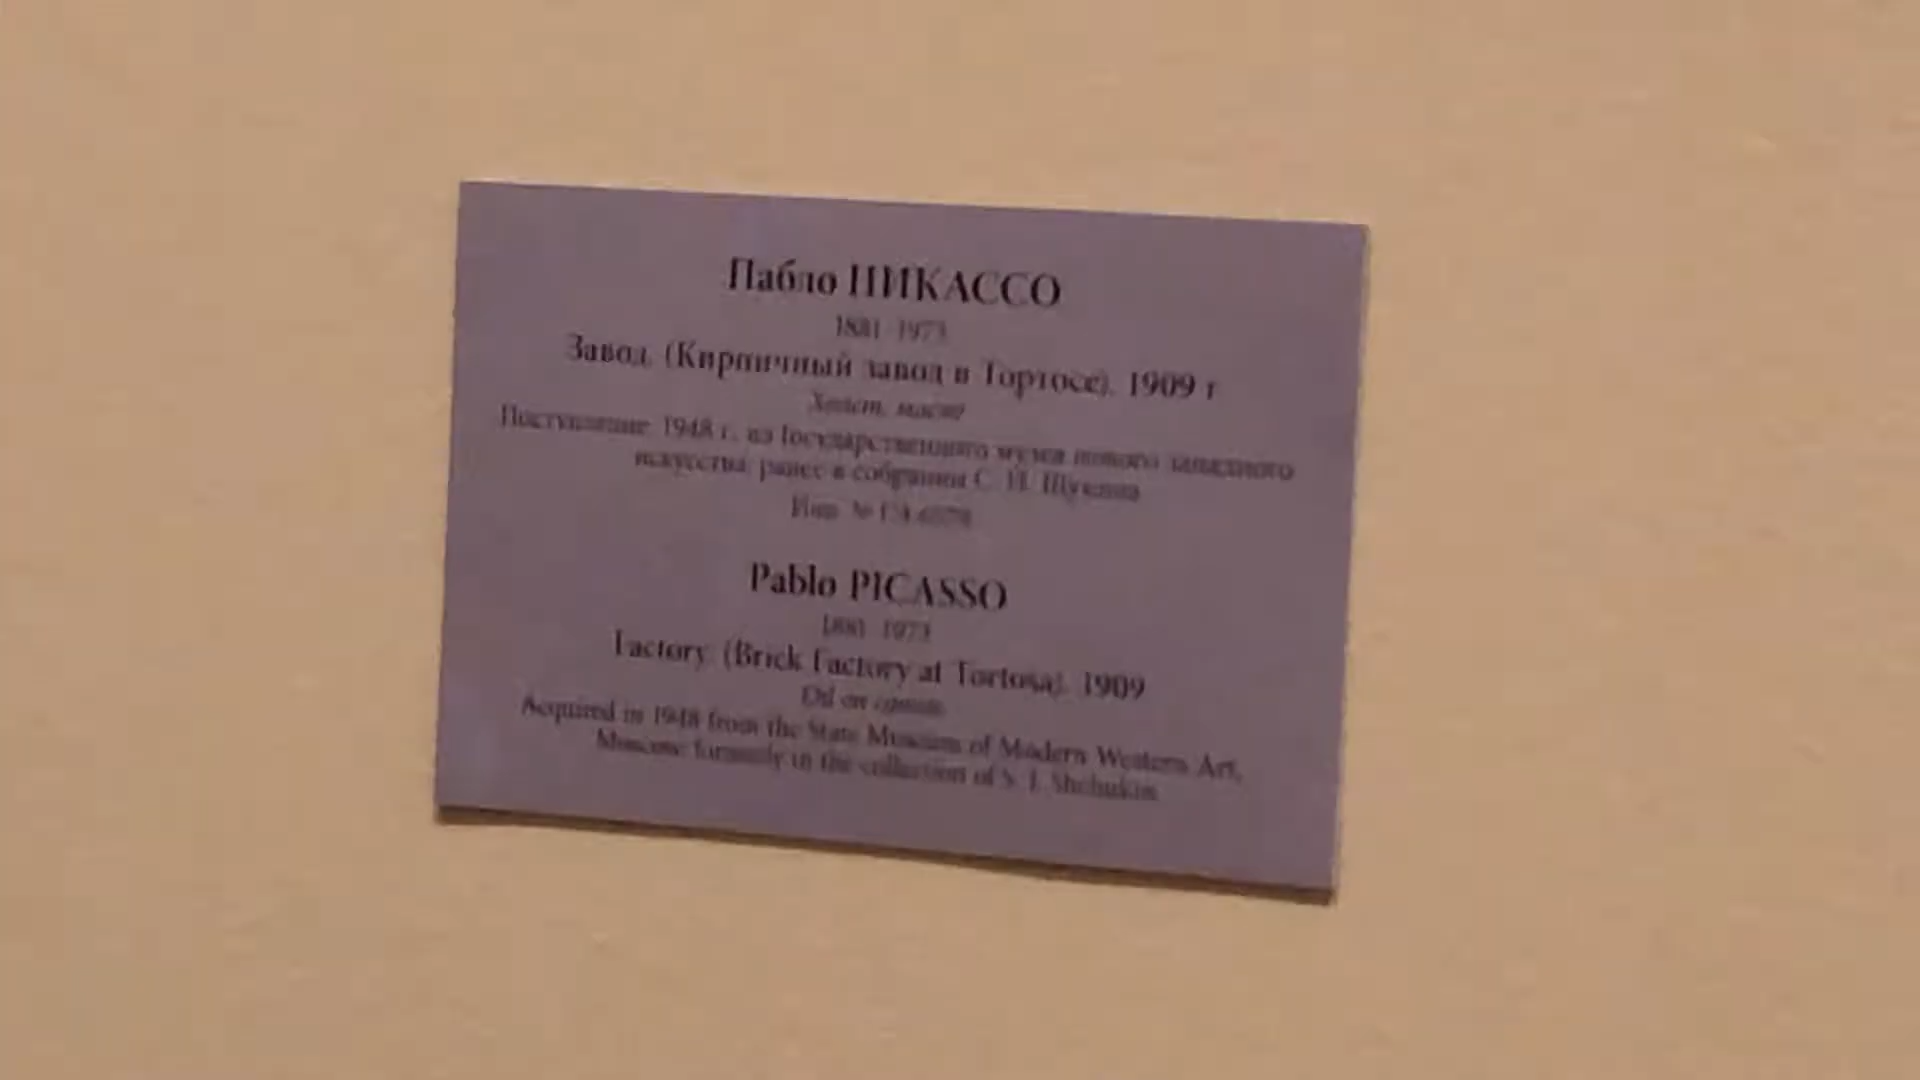 Пабло ПИКАССО
1881–1973
Завод. (Кирпичный завод в Тортосе). 1909 г.
Холст, масло
Поступление: 1948 г., из Государственного музея нового западного
искусства; ранее в собрании С. И. Щукина
Инв. №
Pablo PICASSO
1881–1973
Factory. (Brick Factory at Tortosa). 1909
Oil on canvas
Acquired in 1948 from the State Museum of Modern Western Art,
Moscow; formerly in the collection of S. I. Shchukin